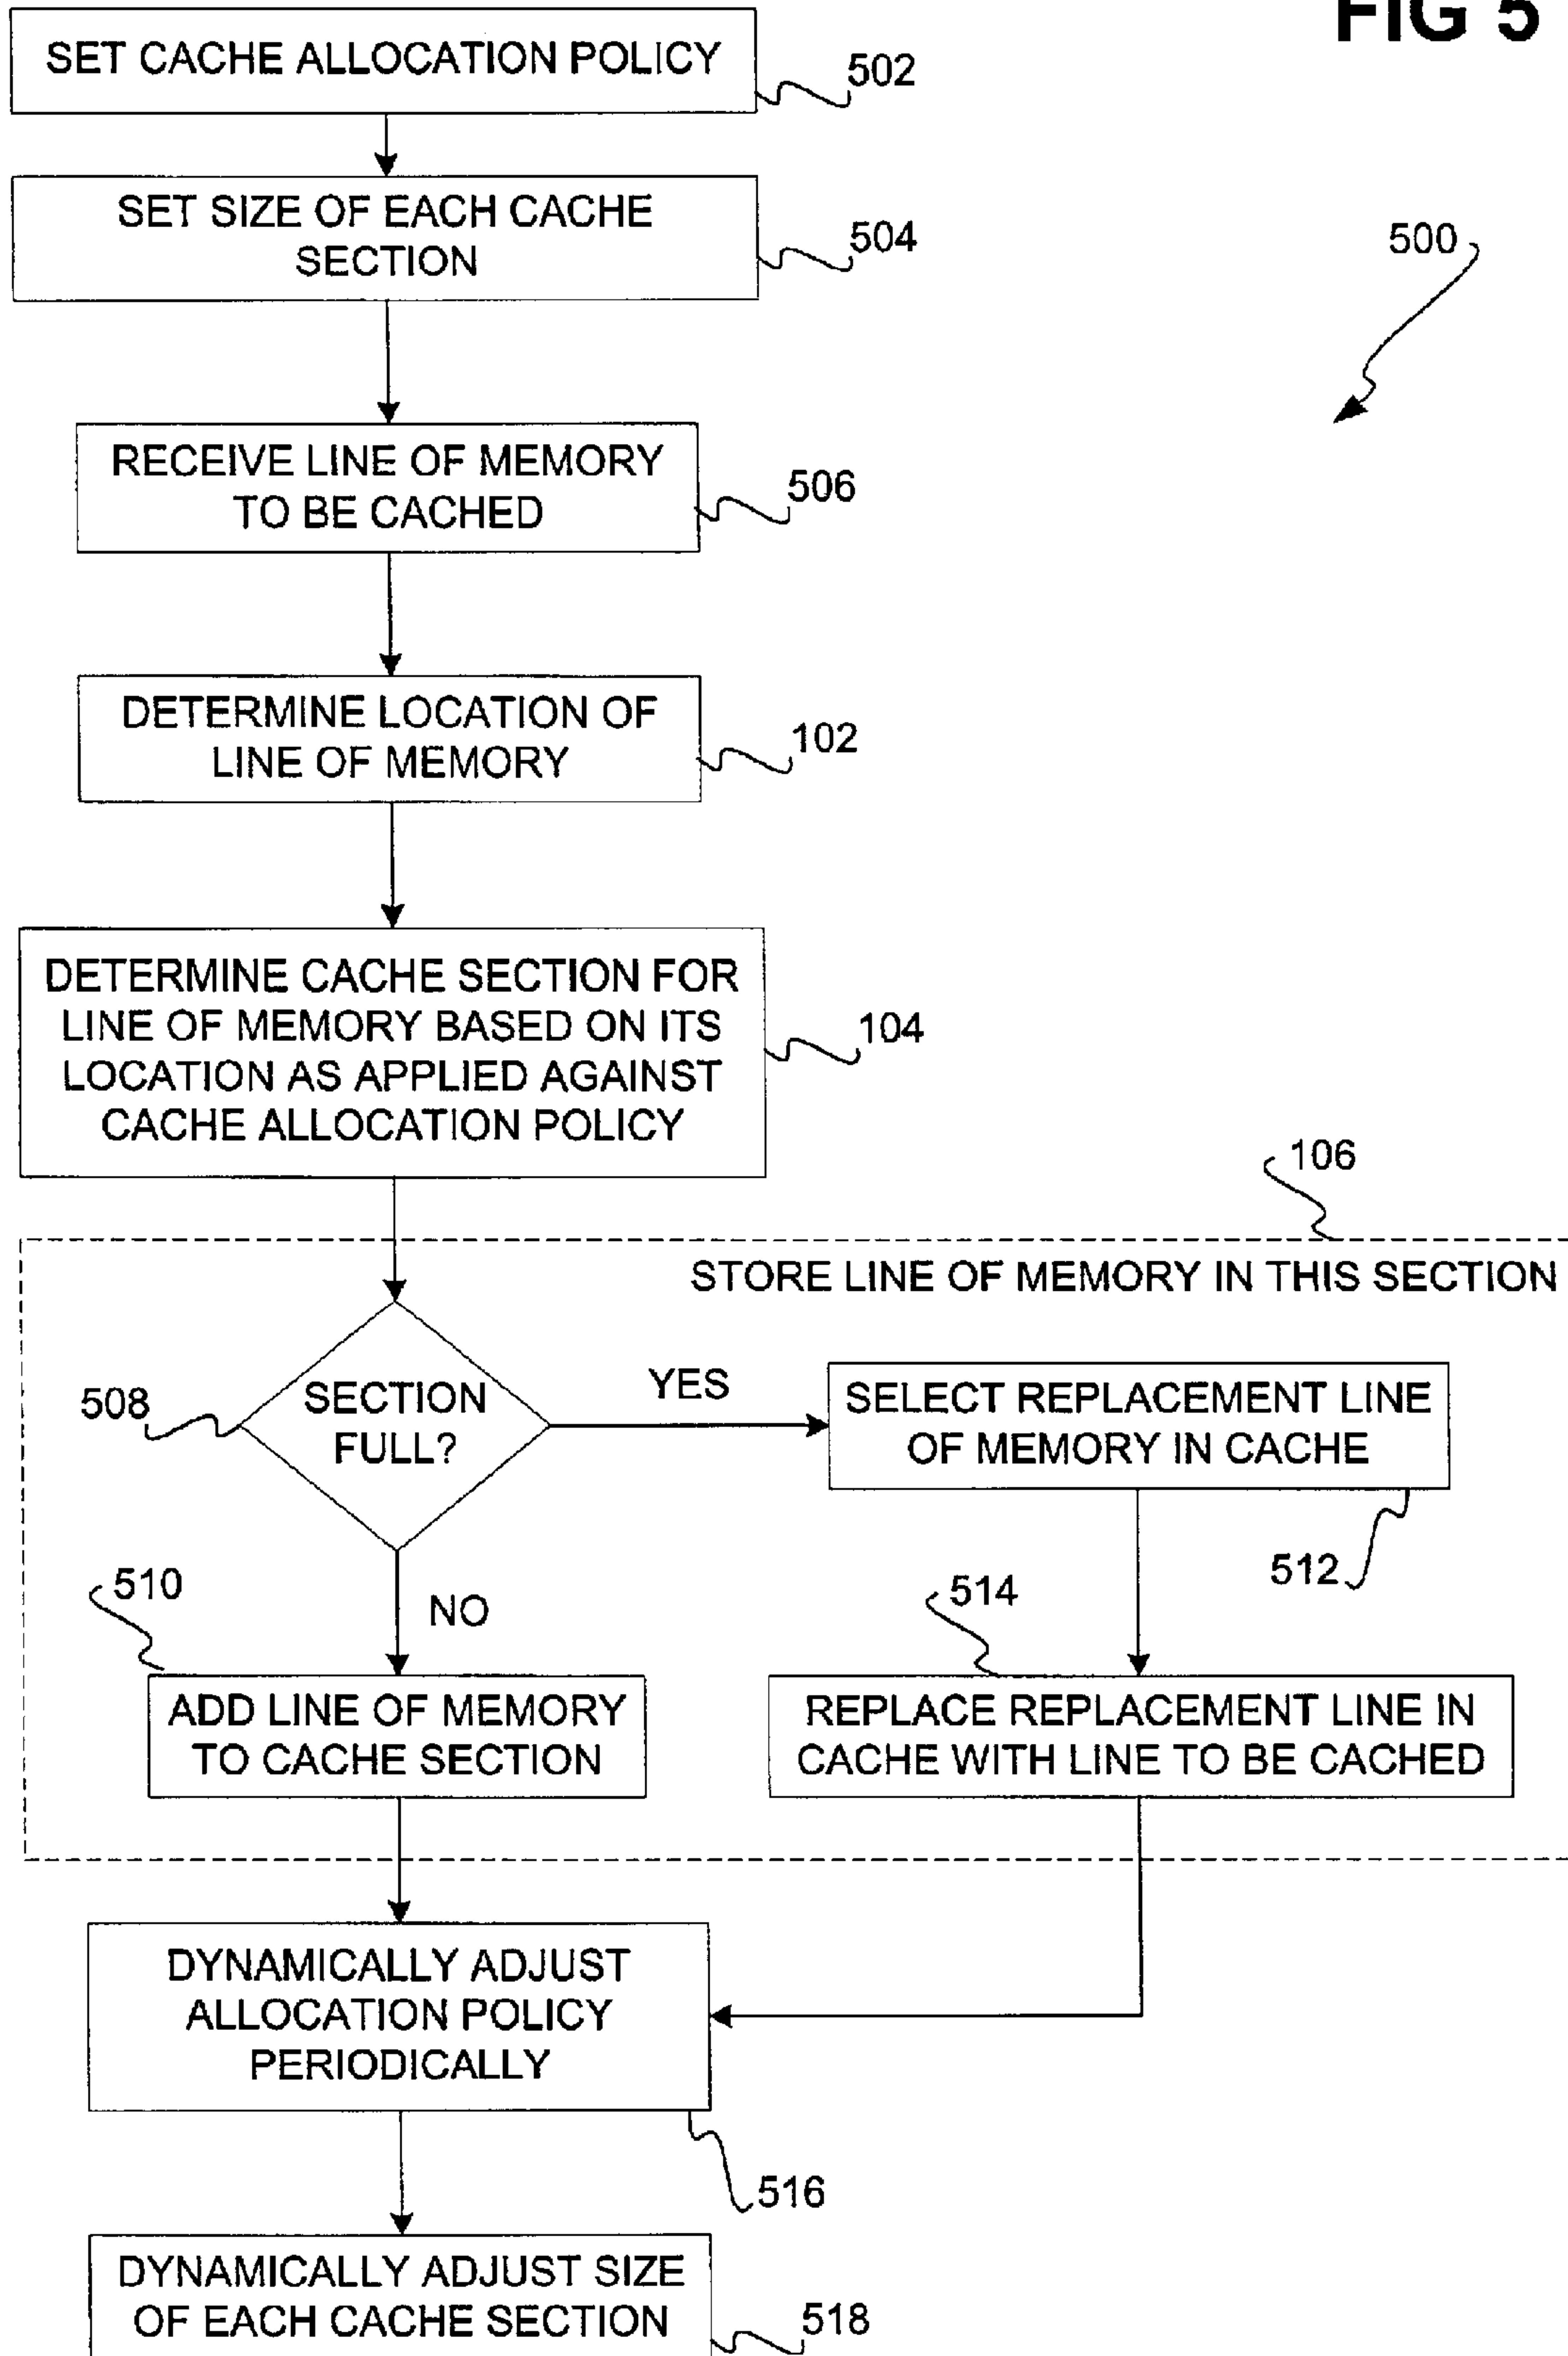 FIG 5
SET CACHE ALLOCATION POLICY
502
SET SIZE OF EACH CACHE
SECTION
504
500
RECEIVE LINE OF MEMORY
TO BE CACHED
506
DETERMINE LOCATION OF
LINE OF MEMORY
102
DETERMINE CACHE SECTION FOR
LINE OF MEMORY BASED ON ITS
LOCATION AS APPLIED AGAINST
CACHE ALLOCATION POLICY
104
106
STORE LINE OF MEMORY IN THIS SECTION
508
SECTION
FULL?
YES
SELECT REPLACEMENT LINE
OF MEMORY IN CACHE
512
NO
510
ADD LINE OF MEMORY
TO CACHE SECTION
514
REPLACE REPLACEMENT LINE IN
CACHE WITH LINE TO BE CACHED
DYNAMICALLY ADJUST
ALLOCATION POLICY
PERIODICALLY
516
DYNAMICALLY ADJUST SIZE
OF EACH CACHE SECTION
518